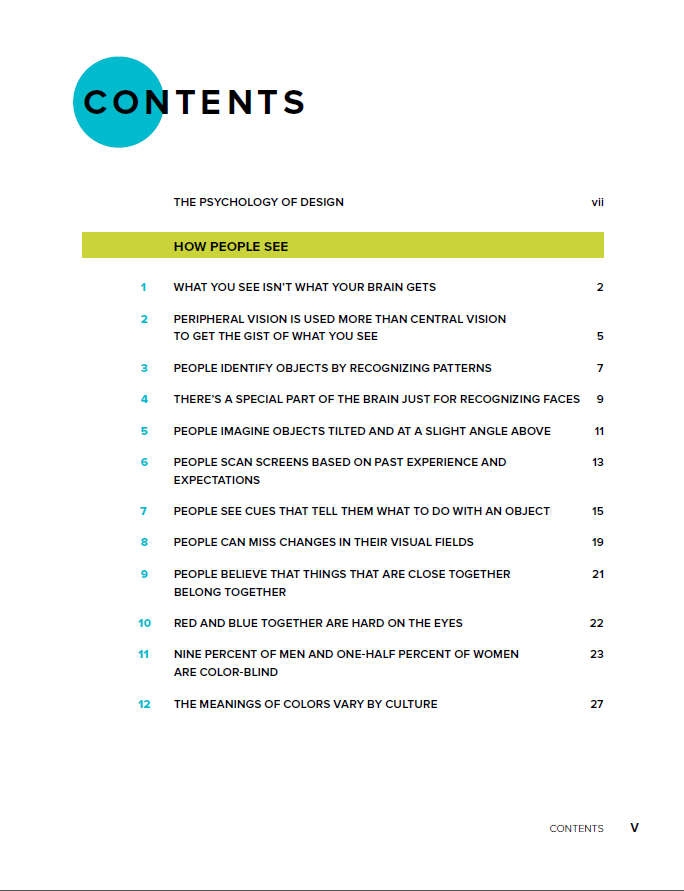 CONTENTS
THE PSYCHOLOGY OF DESIGN vii
HOW PEOPLE SEE
1 WHAT YOU SEE ISN'T WHAT YOUR BRAIN GETS 2
2 PERIPHERAL VISION IS USED MORE THAN CENTRAL VISION
TO GET THE GIST OF WHAT YOU SEE 5
3 PEOPLE IDENTIFY OBJECTS BY RECOGNIZING PATTERNS 7
4 THERE'S A SPECIAL PART OF THE BRAIN JUST FOR RECOGNIZING FACES 9
5 PEOPLE IMAGINE OBJECTS TILTED AND AT A SLIGHT ANGLE ABOVE 11
6 PEOPLE SCAN SCREENS BASED ON PAST EXPERIENCE AND 13
EXPECTATIONS
7 PEOPLE SEE CUES THAT TELL THEM WHAT TO DO WITH AN OBJECT 15
8 PEOPLE CAN MISS CHANGES IN THEIR VISUAL FIELDS 19
9 PEOPLE BELIEVE THAT THINGS THAT ARE CLOSE TOGETHER 21
BELONG TOGETHER
10 RED AND BLUE TOGETHER ARE HARD ON THE EYES 22
11 NINE PERCENT OF MEN AND ONE-HALF PERCENT OF WOMEN 23
ARE COLOR-BLIND
12 THE MEANINGS OF COLORS VARY BY CULTURE 27
CONTENTS V